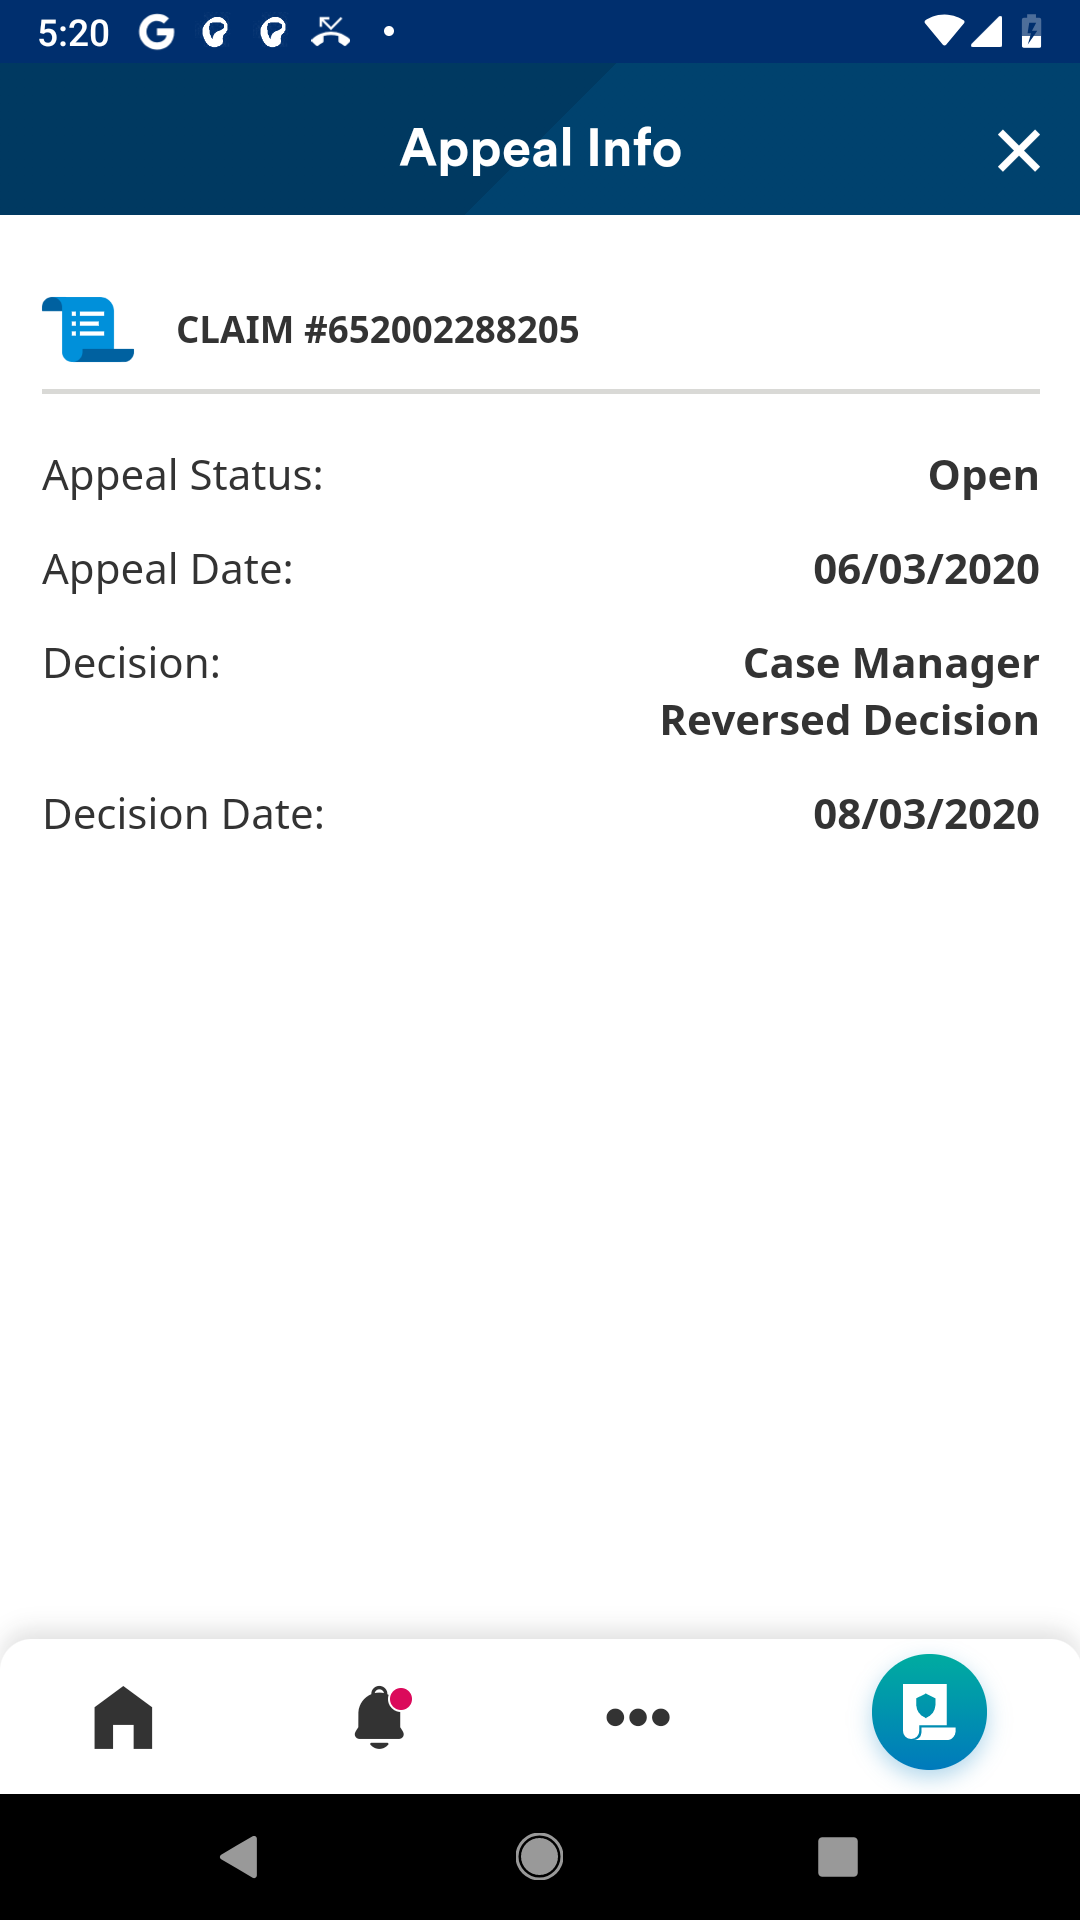 5:20
Appeal Info
CLAIM #652002288205
Appeal Status: Open
Appeal Date: 06/03/2020
Decision: Case Manager
Reversed Decision
Decision Date: 08/03/2020